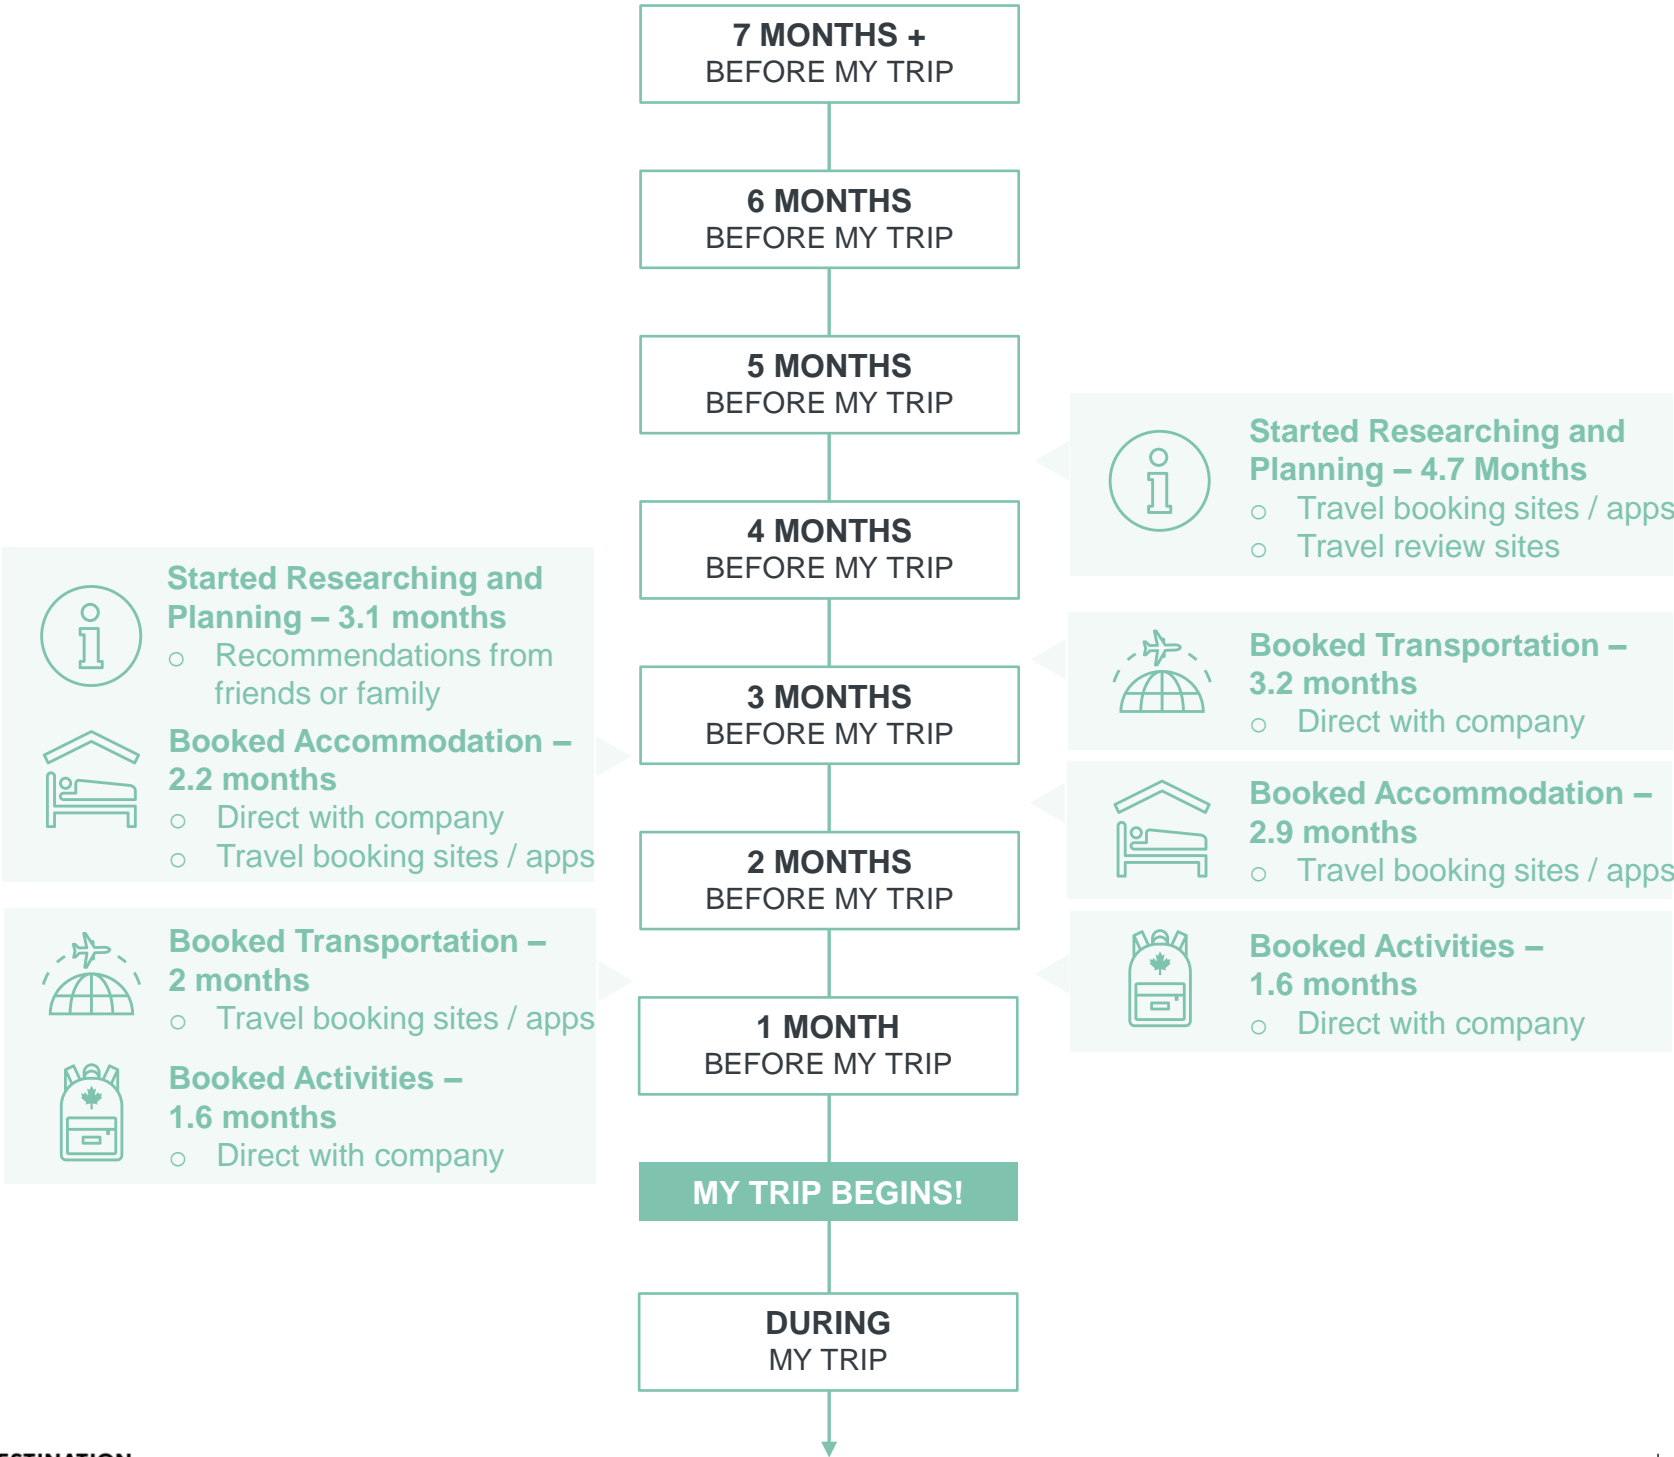 7 MONTHS +
BEFORE MY TRIP
6 MONTHS
BEFORE MY TRIP
5 MONTHS
BEFORE MY TRIP
4 MONTHS
BEFORE MY TRIP
3 MONTHS
BEFORE MY TRIP
2 MONTHS
BEFORE MY TRIP
1 MONTH
BEFORE MY TRIP
MY TRIP BEGINS!
DURING
MY TRIP
Started Researching and
Planning – 3.1 months
○ Recommendations from
friends or family
Booked Accommodation –
2.2 months
○ Direct with company
○ Travel booking sites / apps
Booked Transportation –
2 months
○ Travel booking sites / apps
Booked Activities –
1.6 months
○ Direct with company
Started Researching and
Planning – 4.7 Months
○ Travel booking sites / apps
○ Travel review sites
Booked Transportation –
3.2 months
○ Direct with company
Booked Accommodation –
2.9 months
○ Travel booking sites / apps
Booked Activities –
1.6 months
○ Direct with company